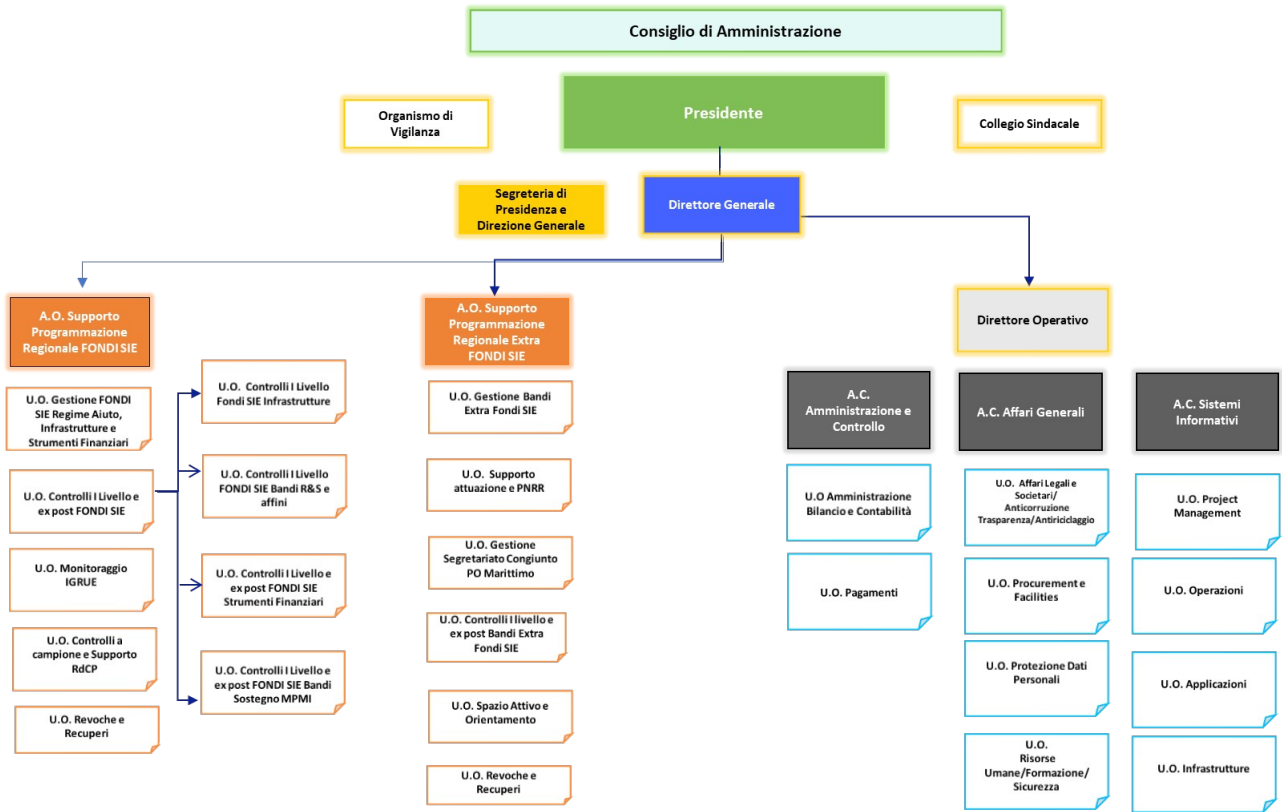 Consiglio di Amministrazione
Organismo di
Vigilanza
Presidente
Collegio Sindacale
Segreteria di
Presidenza e
Direzione Generale
Direttore Generale
A.O. Supporto
Programmazione
Regionale FONDI SIE
A.O. Supporto
Programmazione
Regionale Extra
FONDI SIE
Direttore Operativo
U.O. Gestione FONDI
SIE Regime Aiuto,
Infrastrutture e
Strumenti Finanziari
U.O. Controlli I Livello e
ex post FONDI SIE
U.O. Monitoraggio
IGRUE
U.O. Controlli a
campione e Supporto
RdCP
U.O. Revoche e
Recuperi
U.O. Controlli I Livello
Fondi SIE Infrastrutture
U.O. Controlli I Livello
FONDI SIE Bandi R&S e
affini
U.O. Controlli I Livello e
ex post FONDI SIE
Strumenti Finanziari
U.O. Controlli I Livello e
ex post FONDI SIE Bandi
Sostegno MPMI
U.O. Gestione Bandi
Extra Fondi SIE
U.O. Supporto
attuazione e PNRR
U.O. Gestione
Segretariato Congiunto
PO Marittimo
U.O. Controlli I livello e
ex post Bandi Extra
Fondi SIE
U.O. Spazio Attivo e
Orientamento
U.O. Revoche e
Recuperi
A.C.
Amministrazione e
Controllo
U.O Amministrazione
Bilancio e Contabilità
U.O. Pagamenti
A.C. Affari Generali
U.O. Affari Legali e
Societari/
Anticorruzione
Trasparenza/Antiriciclaggio
U.O. Procurement e
Facilities
U.O. Protezione Dati
Personali
U.O.
Risorse
Umane/Formazione/
Sicurezza
A.C. Sistemi
Informativi
U.O. Project
Management
U.O. Operazioni
U.O. Applicazioni
U.O. Infrastrutture